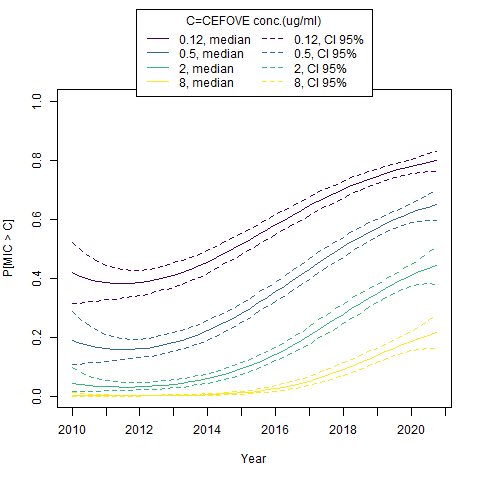 C=CEFOVE conc.(ug/ml)
0.12, median 0.12, CI 95%
0.5, median 0.5, CI 95%
2, median 2, CI 95%
8, median 8, CI 95%
1.0
0.8
0.6
0.4
0.2
0.0
P[MIC > C]
2010 2012 2014 2016 2018 2020
Year